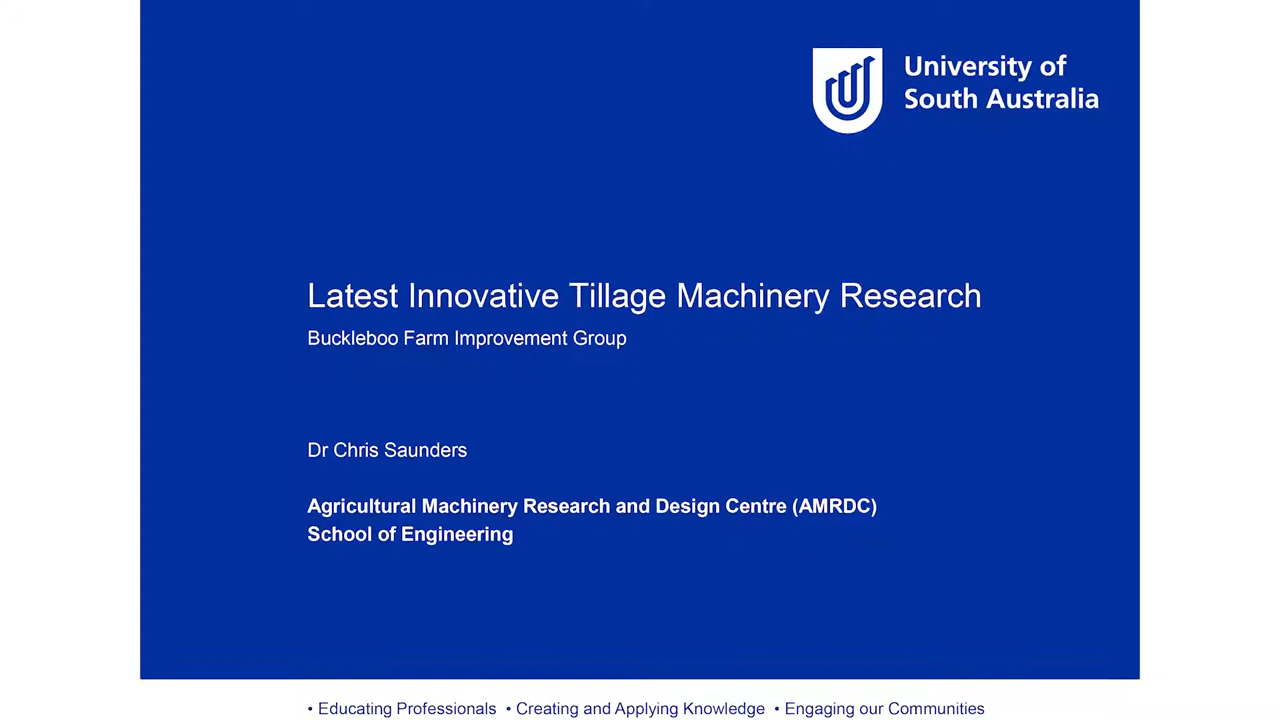 University of
South Australia
Latest Innovative Tillage Machinery Research
Buckleboo Farm Improvement Group
Dr Chris Saunders
Agricultural Machinery Research and Design Centre (AMRDC)
School of Engineering
• Educating Professionals • Creating and Applying Knowledge • Engaging our Communities